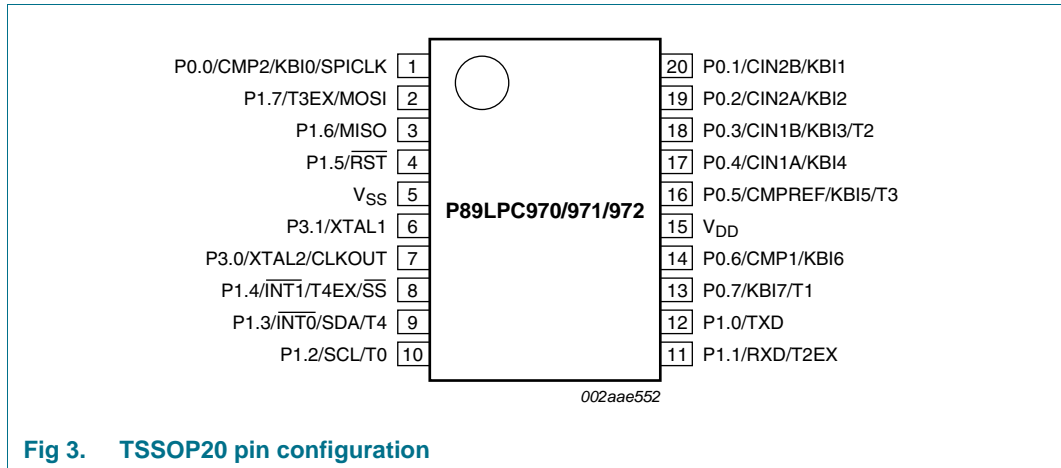 P0.0/CMP2/KBI0/SPICLK 1
P1.7/T3EX/MOSI 2
P1.6/MISO 3
P1.5/R̅S̅T̅ 4
VSS 5
P3.1/XTAL1 6
P3.0/XTAL2/CLKOUT 7
P1.4/I̅N̅T̅1̅/T4EX/S̅S̅ 8
P1.3/I̅N̅T̅0̅/SDA/T4 9
P1.2/SCL/T0 10
P89LPC970/971/972
20 P0.1/CIN2B/KBI1
19 P0.2/CIN2A/KBI2
18 P0.3/CIN1B/KBI3/T2
17 P0.4/CIN1A/KBI4
16 P0.5/CMPREF/KBI5/T3
15 VDD
14 P0.6/CMP1/KBI6
13 P0.7/KBI7/T1
12 P1.0/TXD
11 P1.1/RXD/T2EX
002aae552
Fig 3. TSSOP20 pin configuration